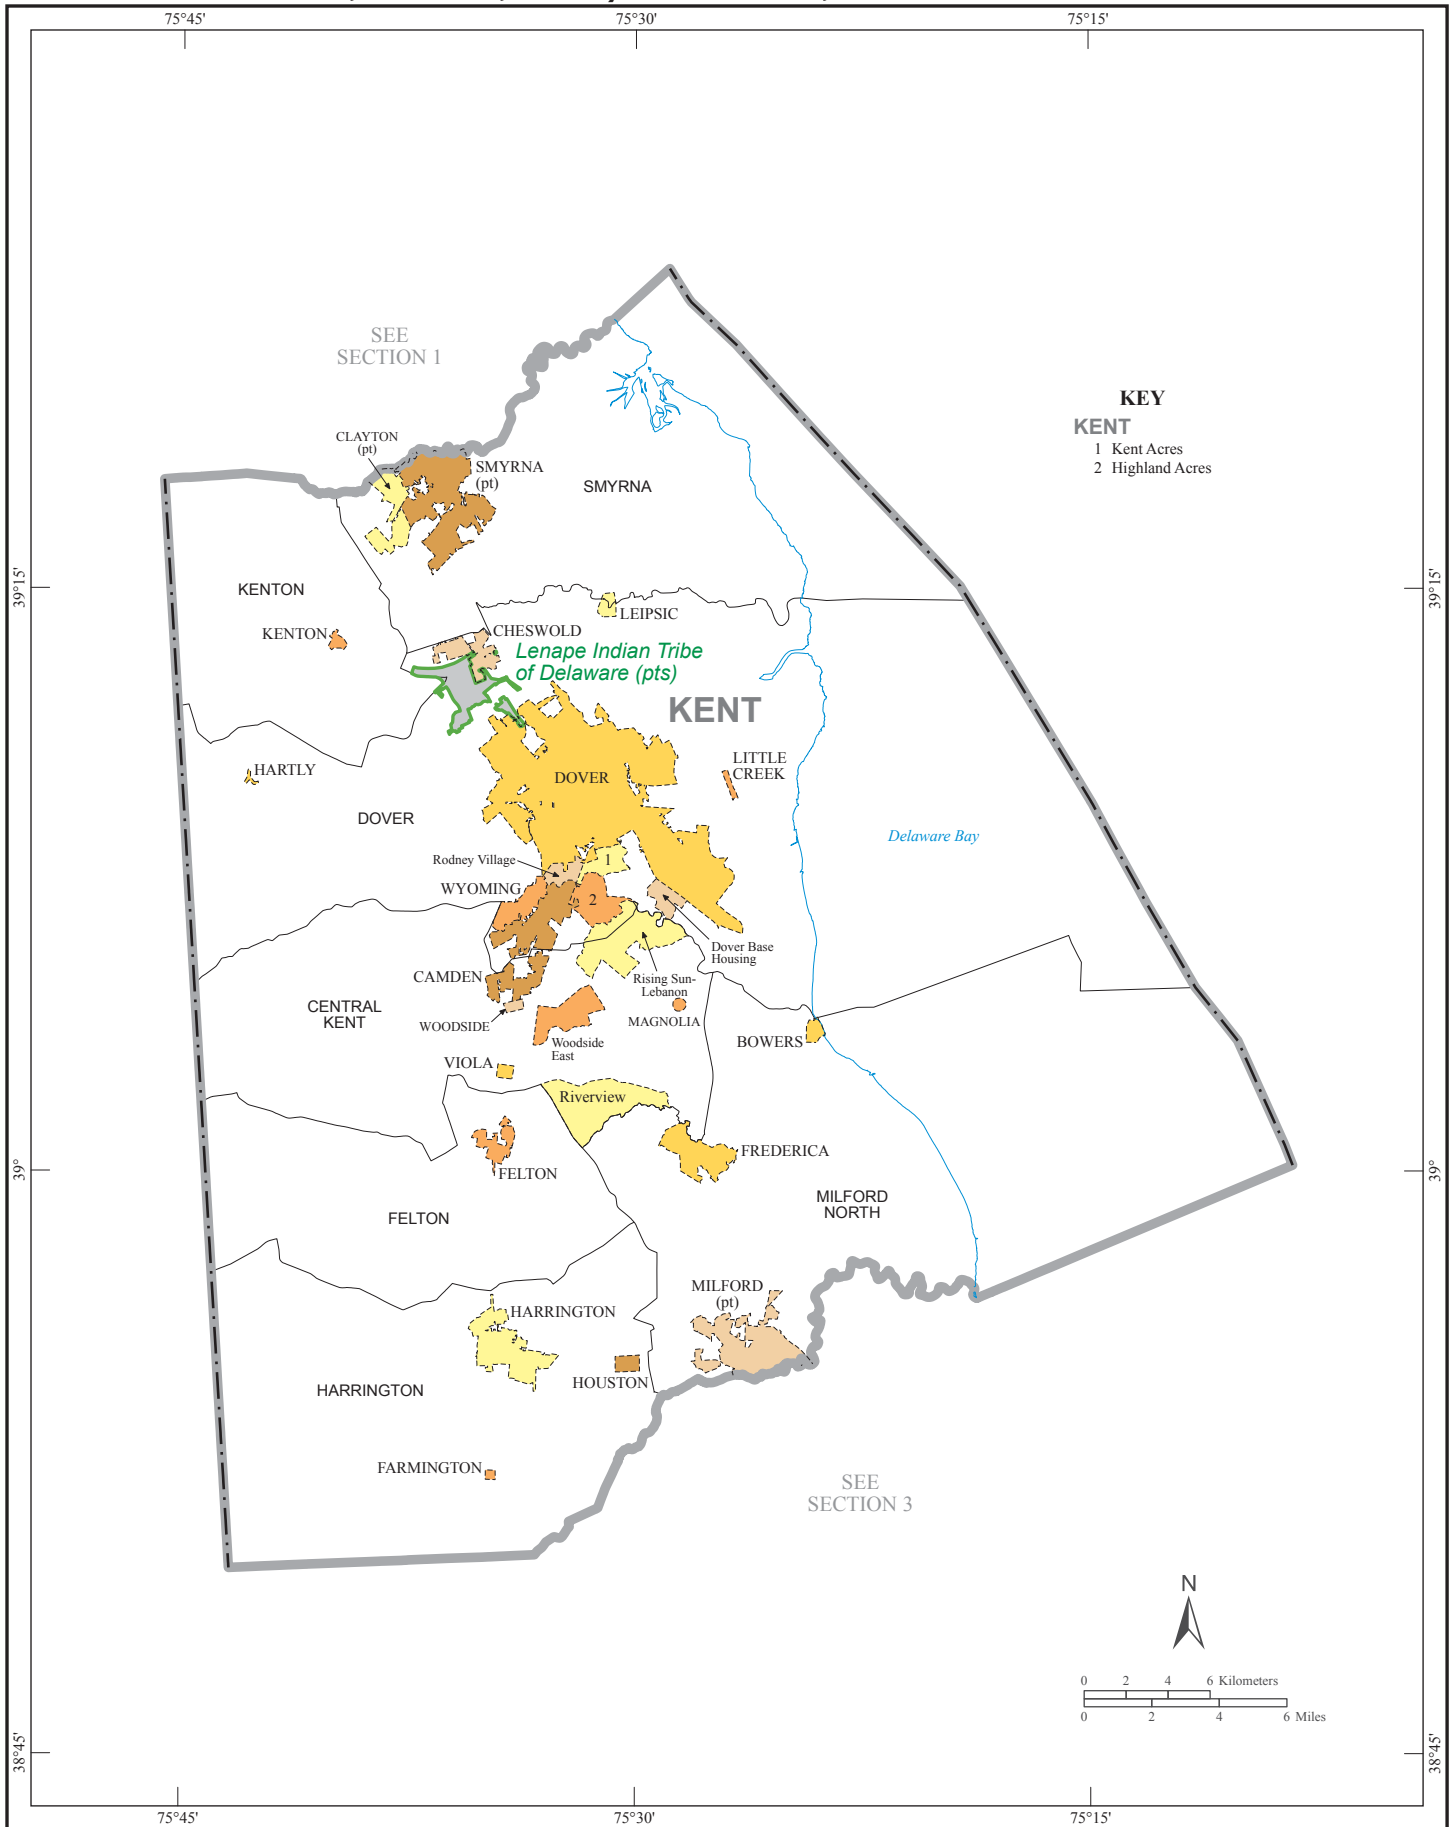 75°45'
75°30'
75°15'
SEE
SECTION 1
KEY
KENT
1 Kent Acres
2 Highland Acres
CLAYTON
(pt)
SMYRNA
(pt)
SMYRNA
39°15'
39°15'
KENTON
LEIPSIC
KENTON
CHESWOLD
Lenape Indian Tribe
of Delaware (pts)
KENT
HARTLY
DOVER
LITTLE
CREEK
DOVER
Delaware Bay
Rodney Village
1
WYOMING
2
Dover Base
Housing
CAMDEN
Rising Sun-
Lebanon
CENTRAL
KENT
WOODSIDE
MAGNOLIA
Woodside
East
BOWERS
VIOLA
Riverview
FREDERICA
39°
39°
FELTON
MILFORD
NORTH
FELTON
MILFORD
(pt)
HARRINGTON
HOUSTON
HARRINGTON
FARMINGTON
SEE
SECTION 3
N
0 2 4 6 Kilometers
0 2 4 6 Miles
38°45'
38°45'
75°45'
75°30'
75°15'